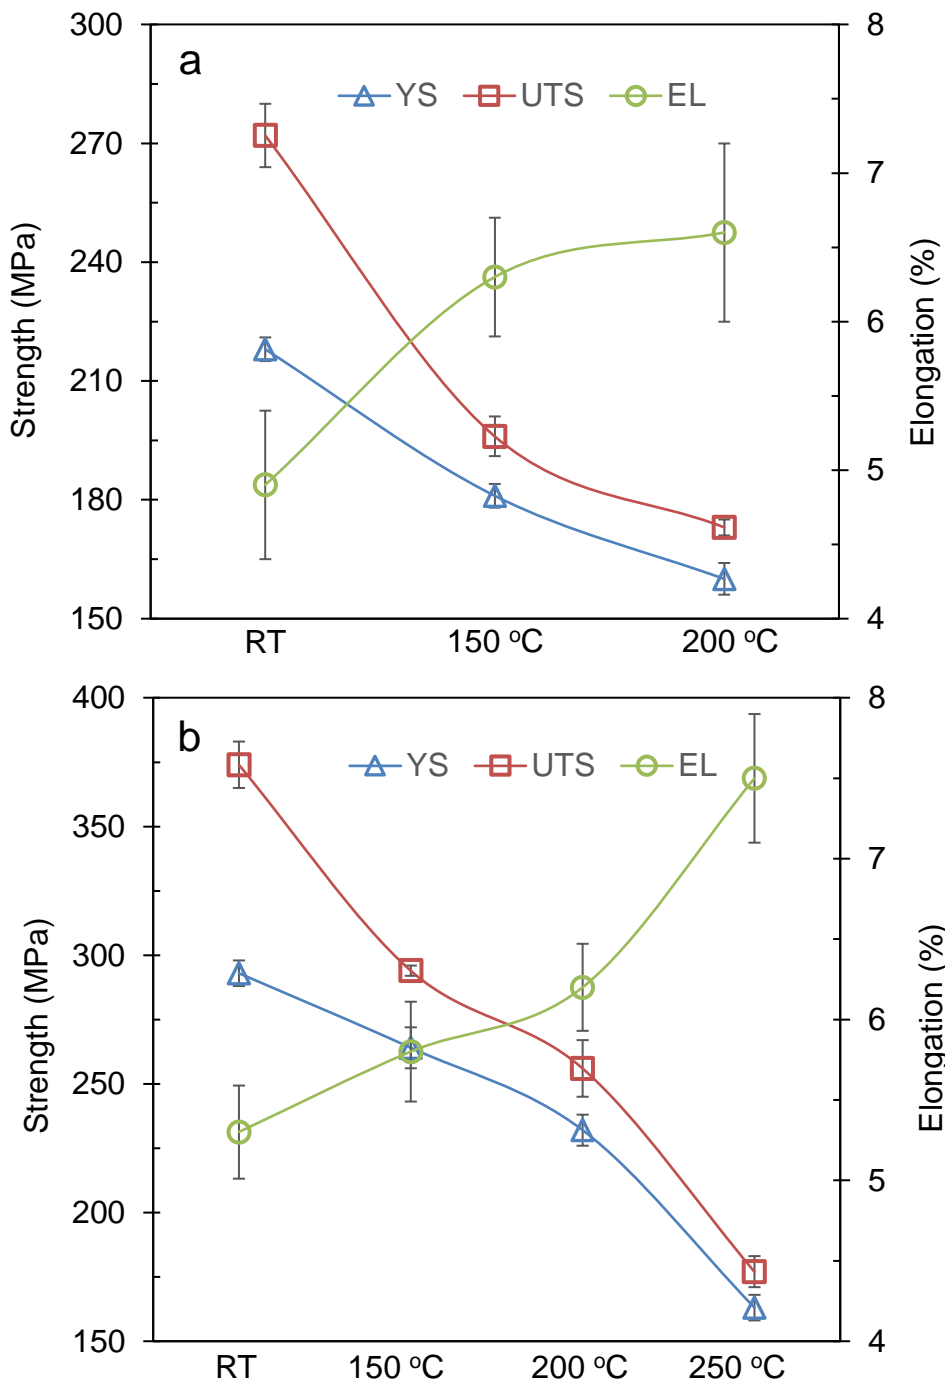 a
YS UTS EL
300
270
240
210
180
150
Strength (MPa)
8
7
6
5
4
Elongation (%)
RT 150 ºC 200 ºC
b
YS UTS EL
400
350
300
250
200
150
Strength (MPa)
8
7
6
5
4
Elongation (%)
RT 150 ºC 200 ºC 250 ºC